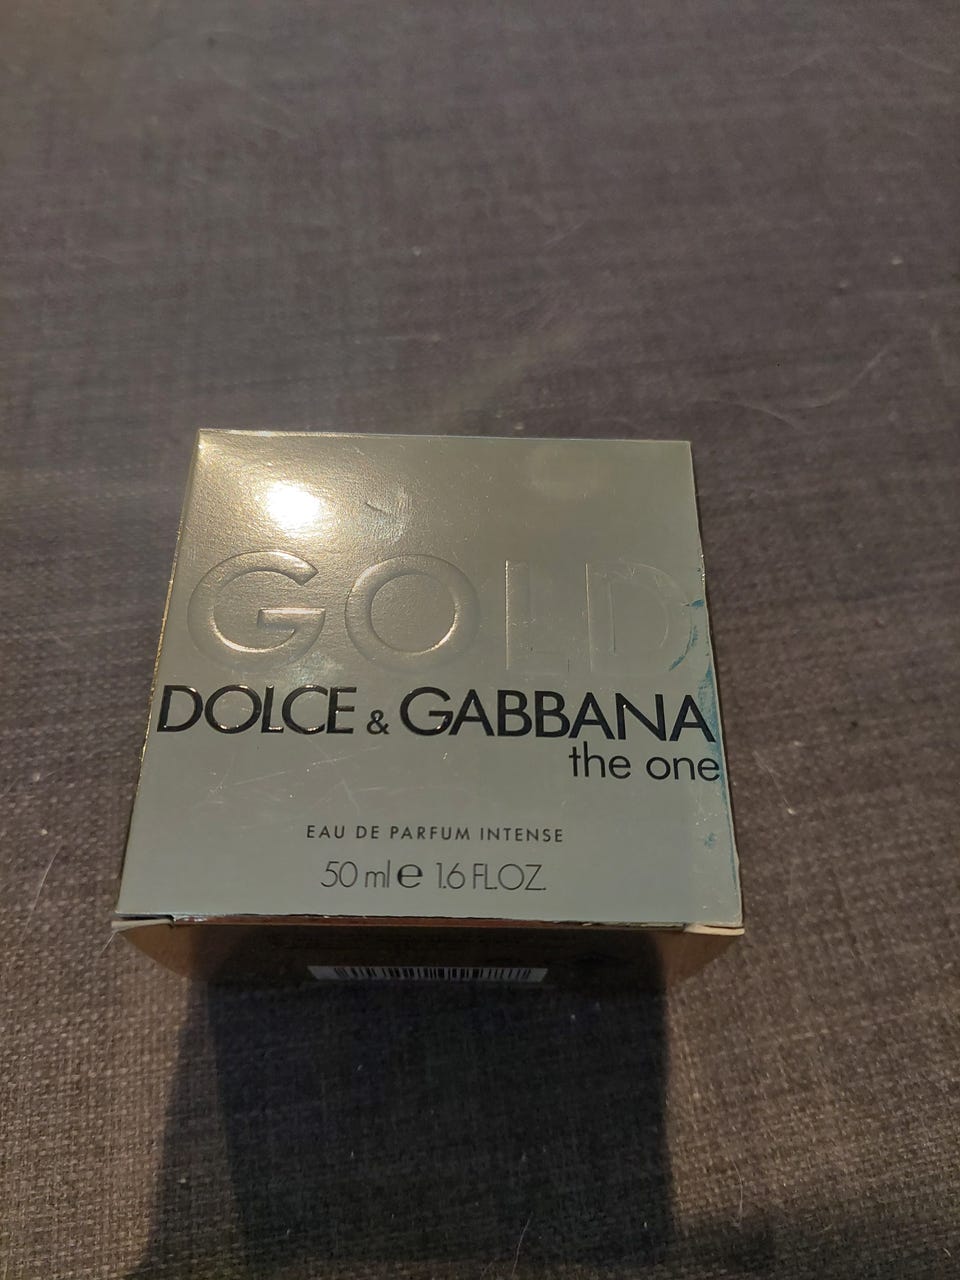 GOLD
DOLCE & GABBANA
the one
EAU DE PARFUM INTENSE
50 ml e 1.6 FL.OZ.